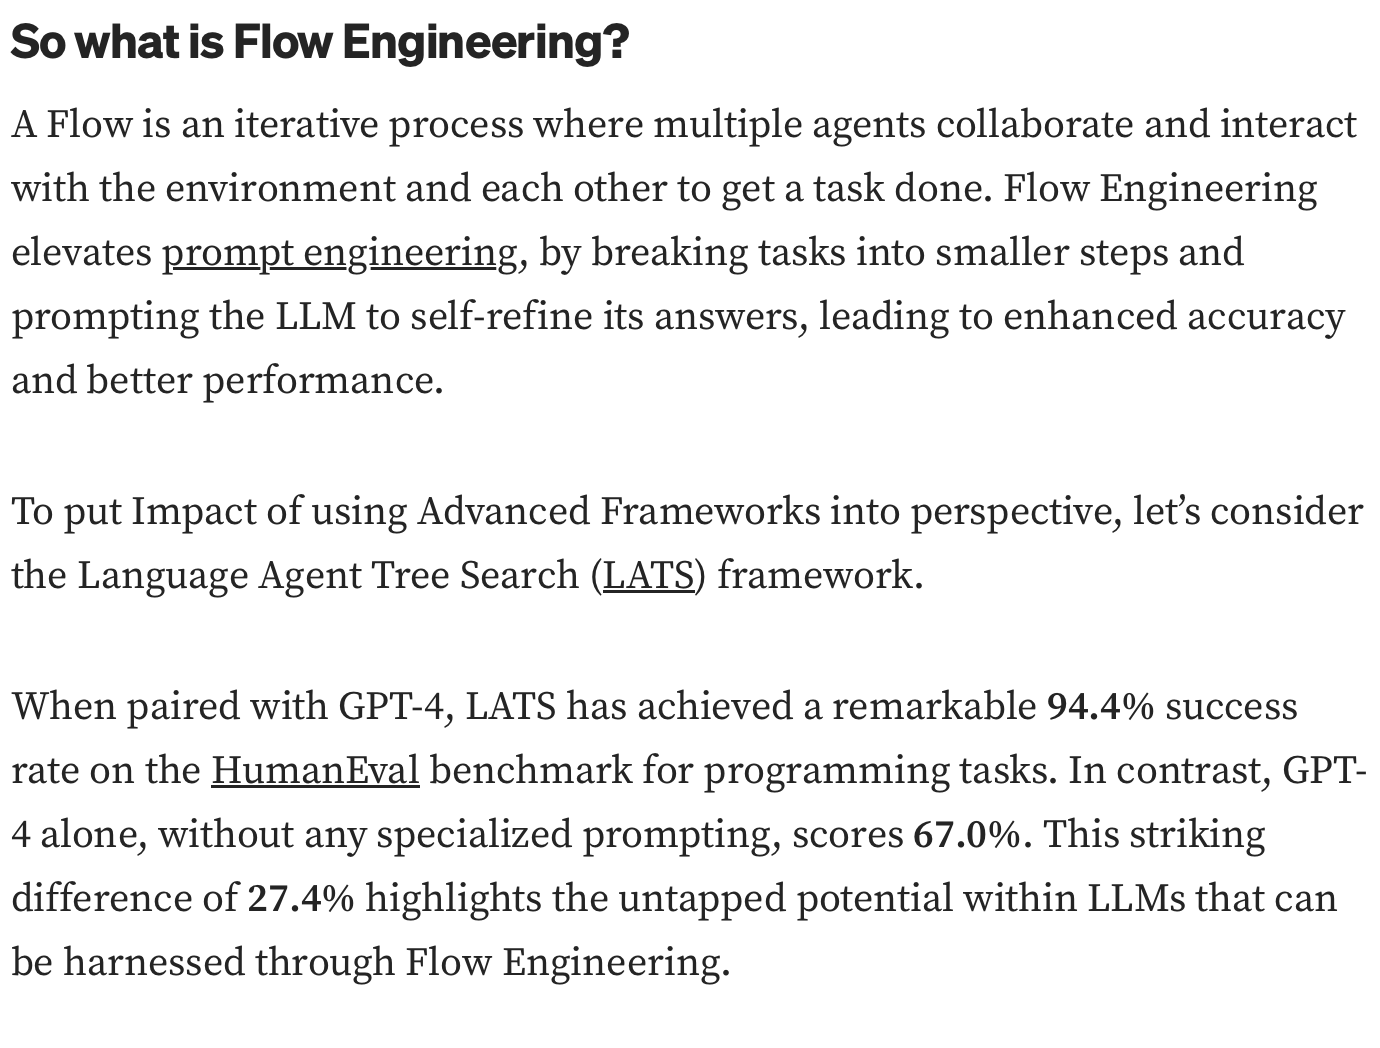 So what is Flow Engineering?
A Flow is an iterative process where multiple agents collaborate and interact
with the environment and each other to get a task done. Flow Engineering
elevates prompt engineering, by breaking tasks into smaller steps and
prompting the LLM to self-refine its answers, leading to enhanced accuracy
and better performance.
To put Impact of using Advanced Frameworks into perspective, let’s consider
the Language Agent Tree Search (LATS) framework.
When paired with GPT-4, LATS has achieved a remarkable 94.4% success
rate on the HumanEval benchmark for programming tasks. In contrast, GPT-
4 alone, without any specialized prompting, scores 67.0%. This striking
difference of 27.4% highlights the untapped potential within LLMs that can
be harnessed through Flow Engineering.